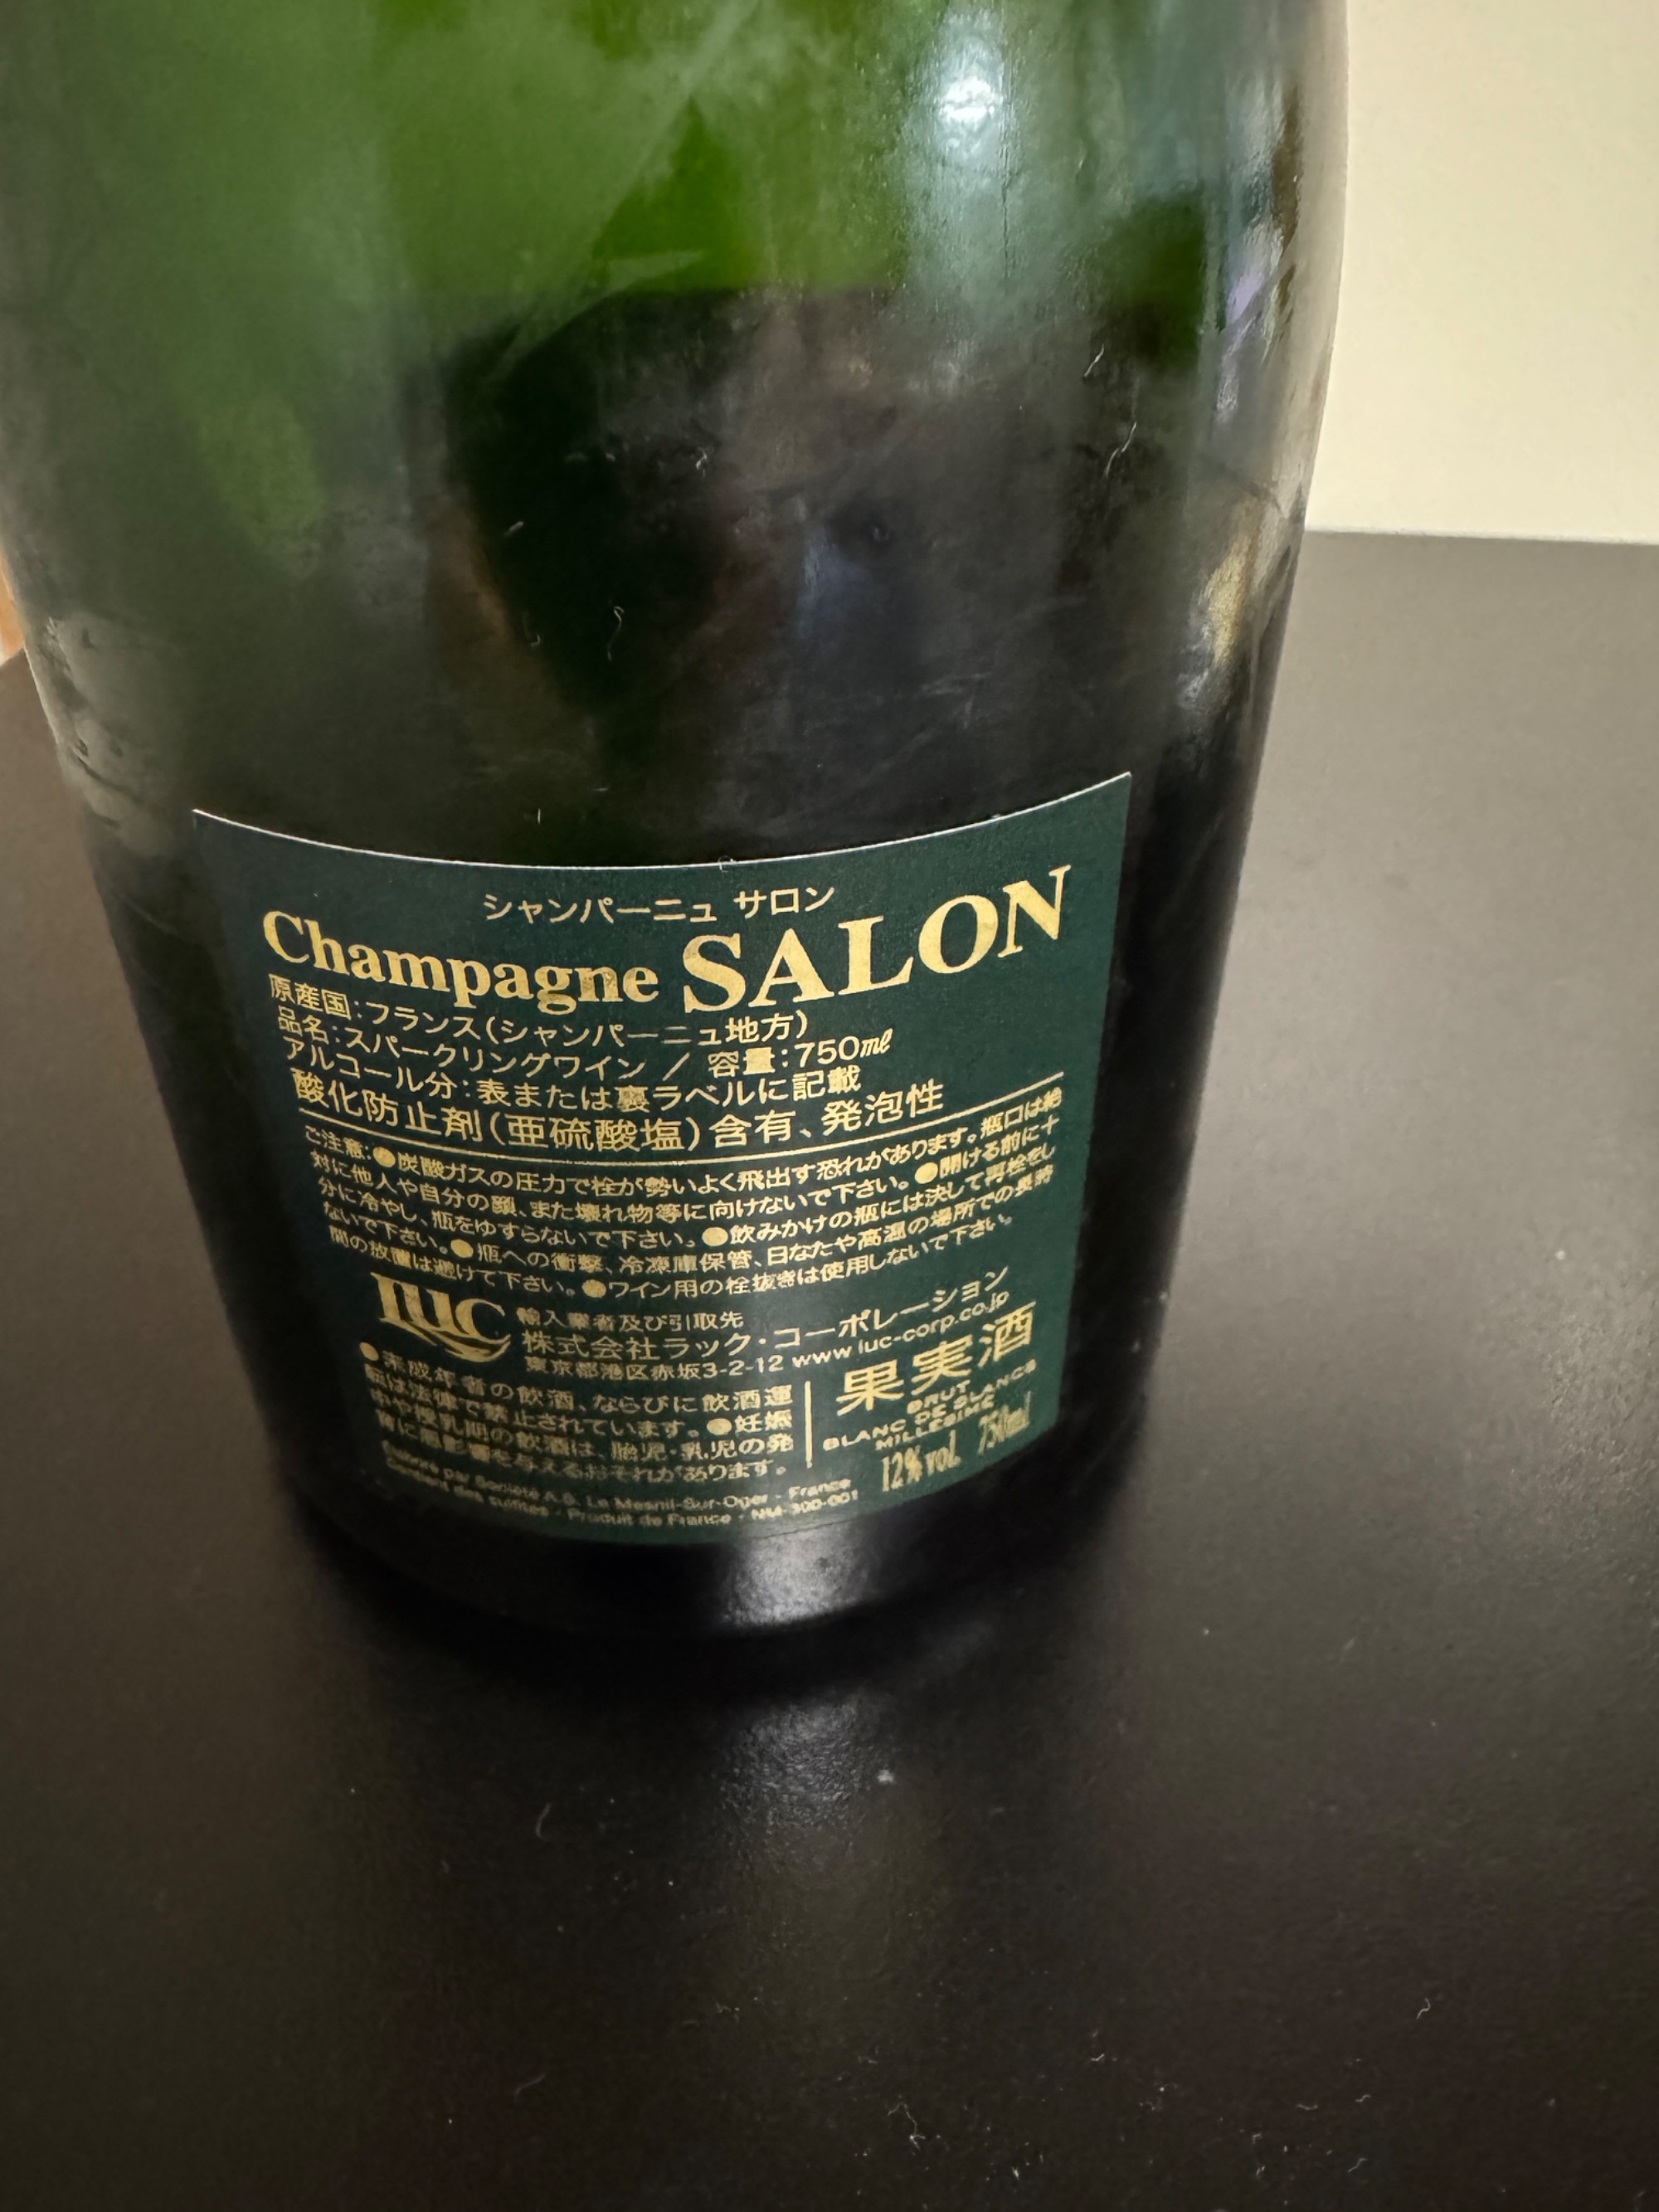 シャンパーニュ サロン
Champagne SALON
原産国:フランス(シャンパーニュ地方)
品名:スパークリングワイン / 容量:750㎖
アルコール分:表または裏ラベルに記載
酸化防止剤(亜硫酸塩)含有、発泡性
ご注意:●炭酸ガスの圧力で栓が勢いよく飛出す恐れがあります。瓶口は絶
対に他人や自分の顔、また壊れ物等に向けないで下さい。●開ける前に十
分に冷やし、瓶をゆすらないで下さい。●飲みかけの瓶には決して再栓をし
ないで下さい。●瓶への衝撃、冷凍庫保管、日なたや高温の場所での長時
間の放置は避けて下さい。●ワイン用の栓抜きは使用しないで下さい。
LUC
輸入業者及び引取先
株式会社ラック・コーポレーション
東京都港区赤坂3-2-12 www.luc-corp.co.jp
●未成年者の飲酒、ならびに飲酒運
転は法律で禁止されています。●妊娠
中や授乳期の飲酒は、胎児・乳児の発
育に悪影響を与えるおそれがあります。
果実酒
BRUT
BLANC DE BLANCS
MILLESIME
12% vol. 750ml
Elaboré par Société A.S. Le Mesnil-Sur-Oger - France
Contient des sulfites - Produit de France - NM-300-001